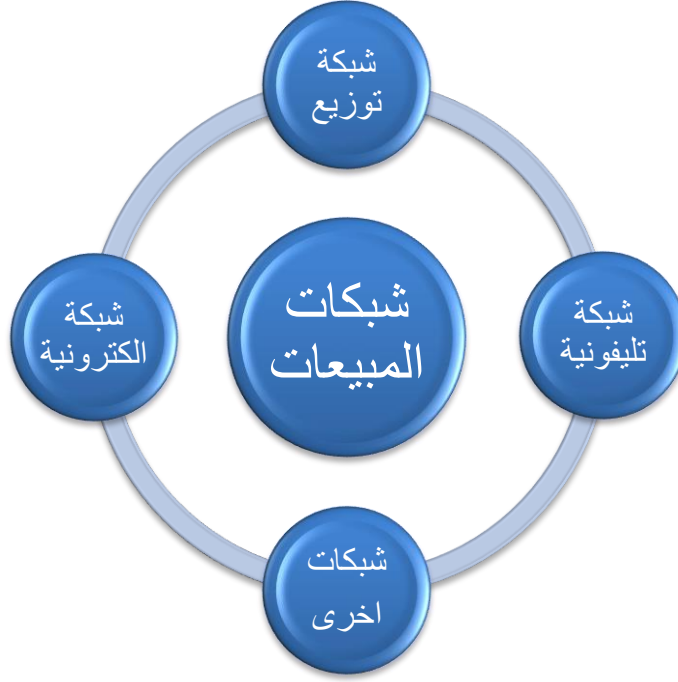 شبكة
توزيع
شبكات
المبيعات
شبكة
تليفونية
شبكة
الكترونية
شبكات
اخرى